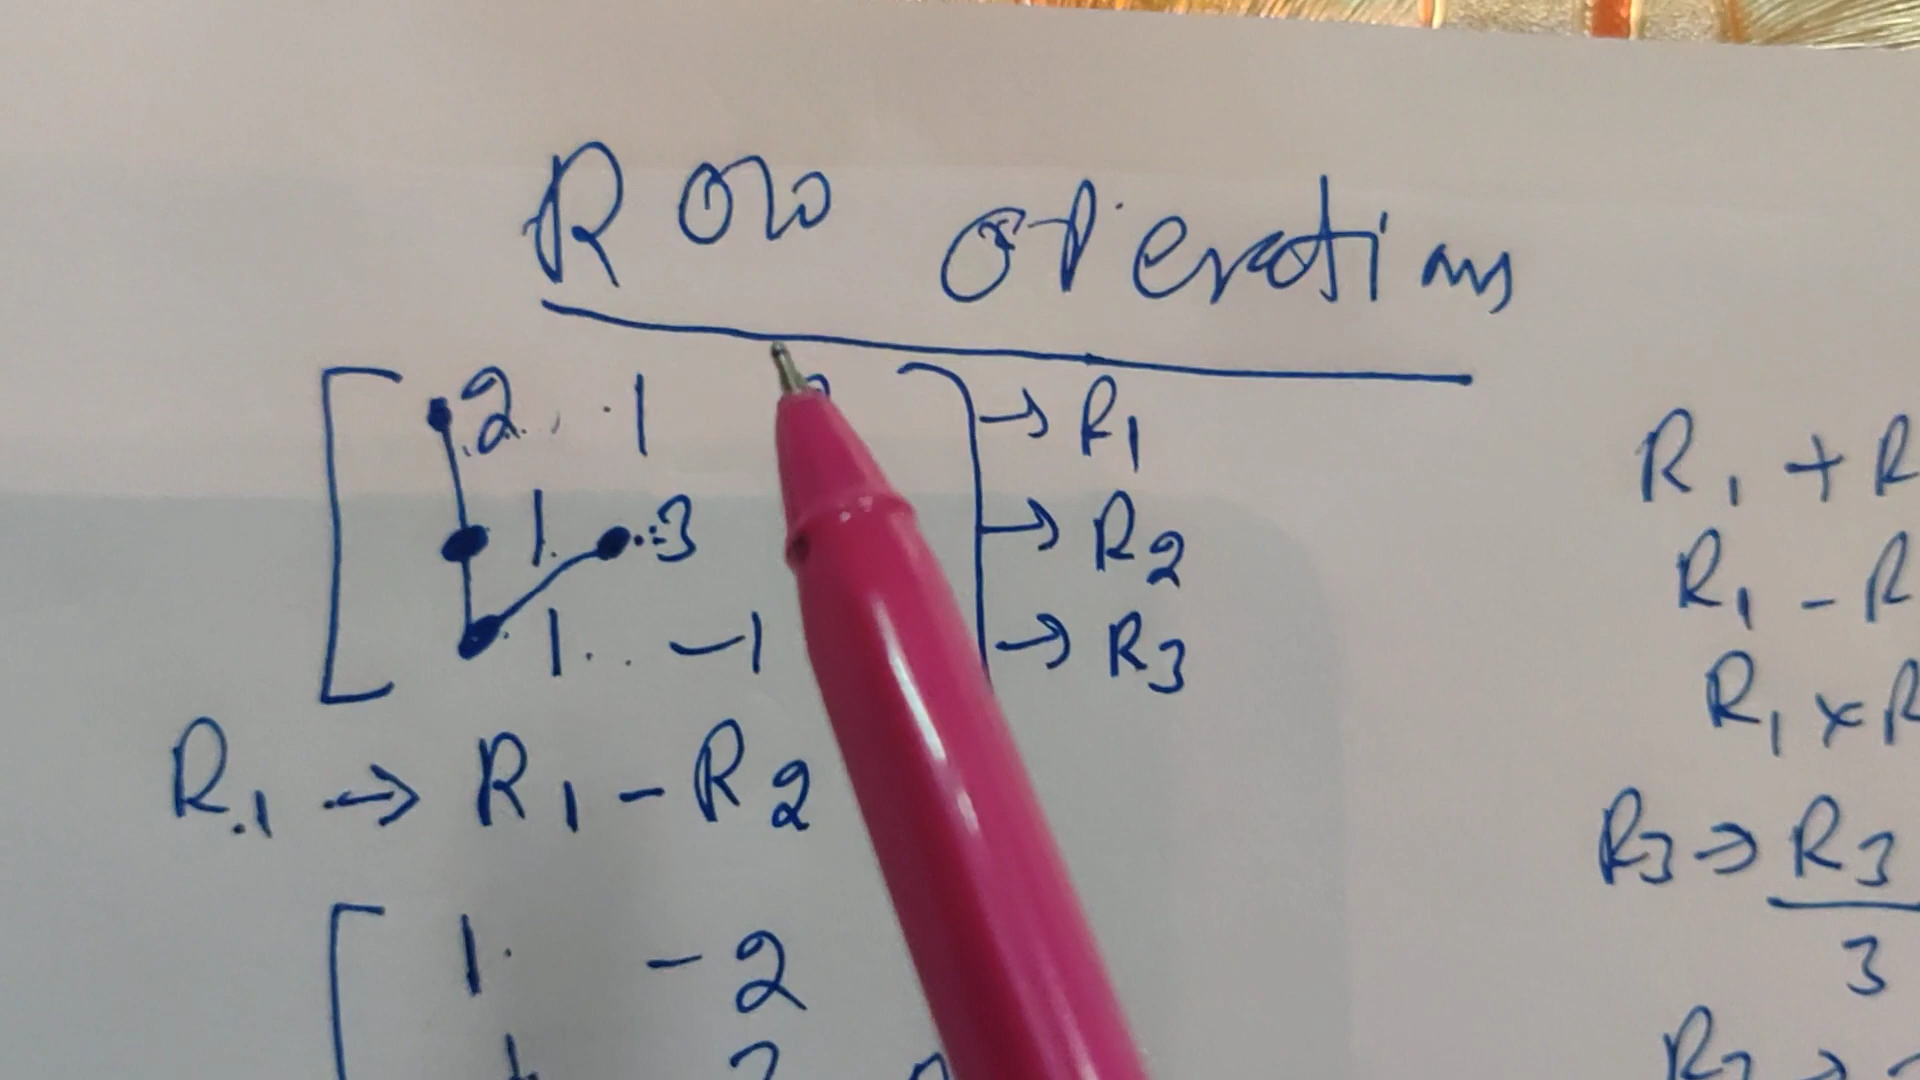 Row operations
2 1 → R1
1 3 → R2
1 -1 → R3
R1 → R1 - R2
1 -2
R1 + R
R1 - R
R1 × R
R3 → R3
3